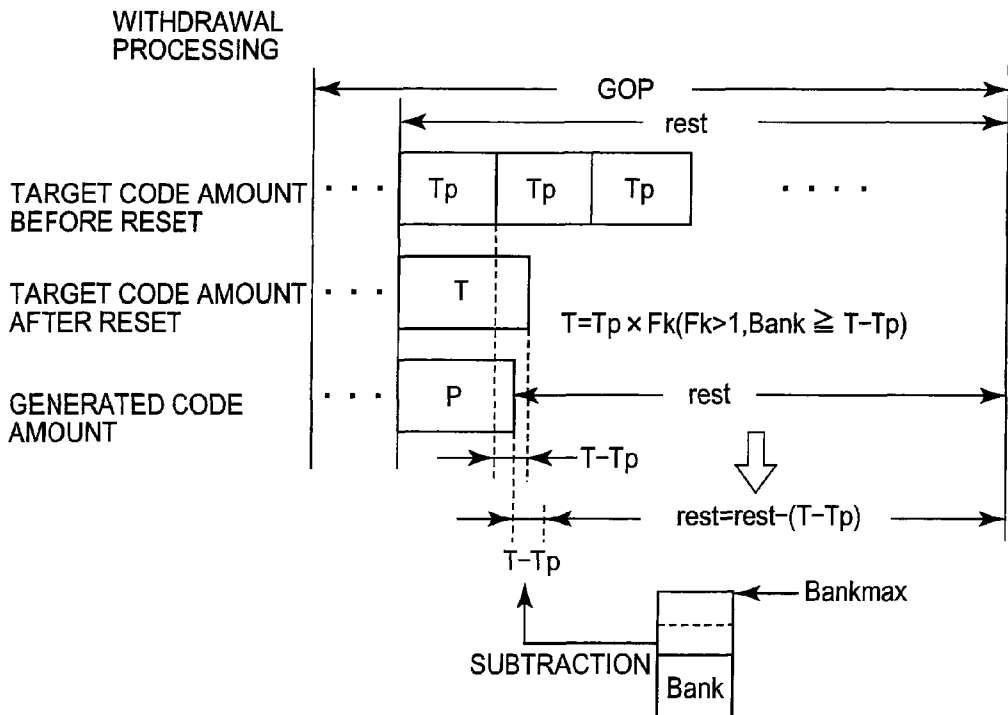 WITHDRAWAL
PROCESSING
GOP
rest
TARGET CODE AMOUNT
BEFORE RESET
· · · Tp Tp Tp · · · ·
TARGET CODE AMOUNT
AFTER RESET
· · · T
T=Tp × Fk(Fk>1,Bank ≧ T−Tp)
GENERATED CODE
AMOUNT
· · · P
rest
T−Tp
rest=rest−(T−Tp)
T−Tp
Bankmax
SUBTRACTION
Bank